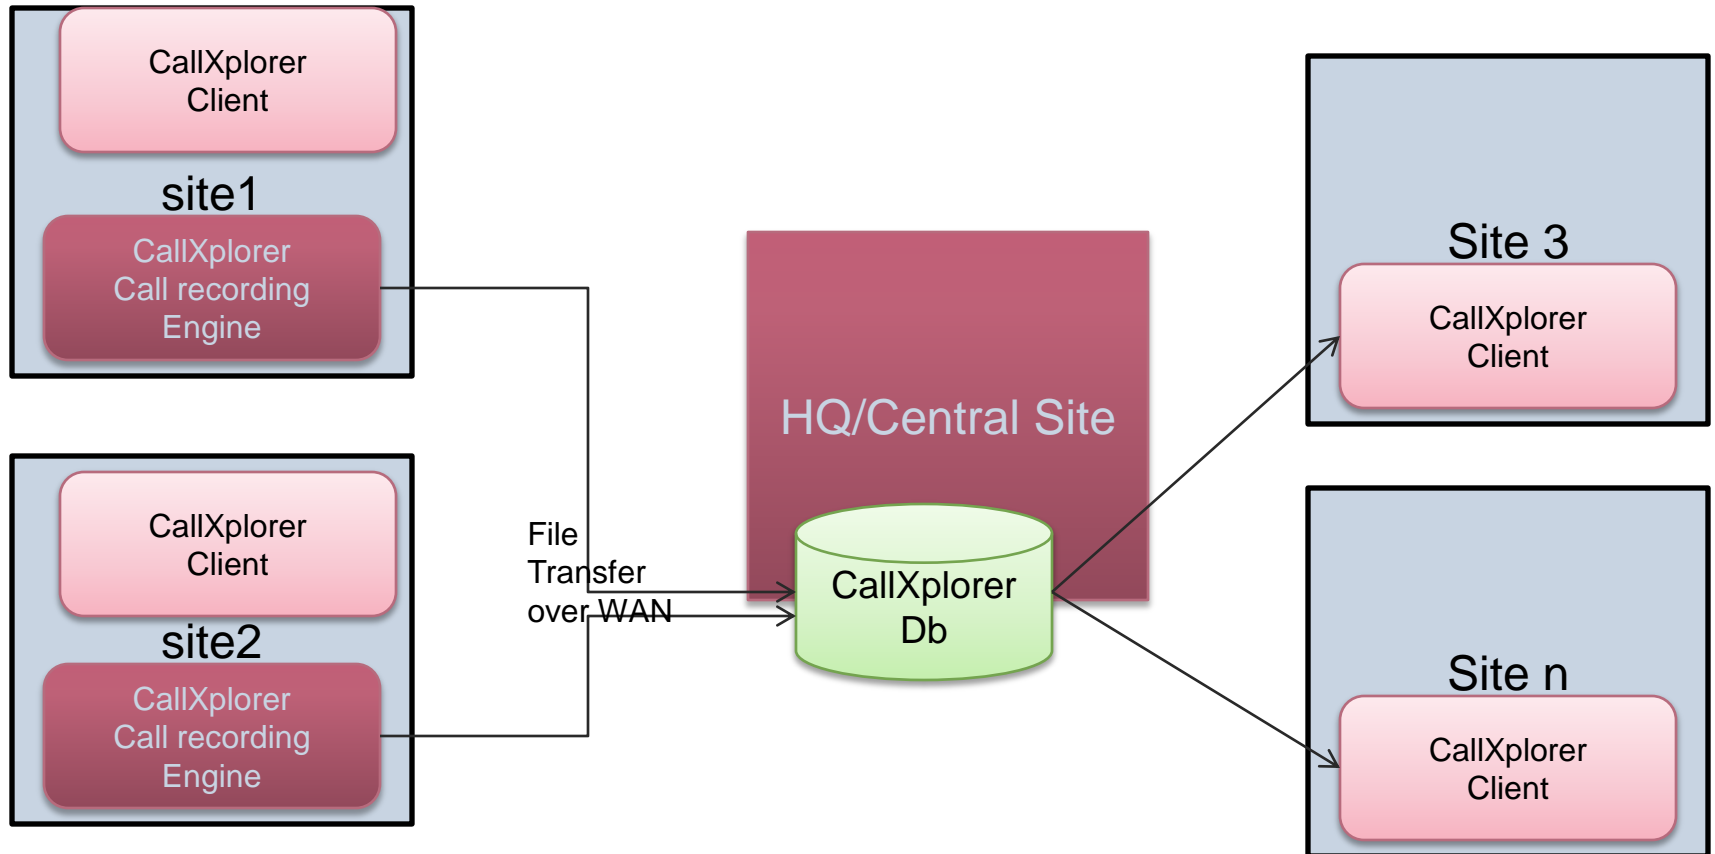 CallXplorer
Client
site1
CallXplorer
Call recording
Engine
CallXplorer
Client
site2
CallXplorer
Call recording
Engine
File
Transfer
over WAN
HQ/Central Site
CallXplorer
Db
Site 3
CallXplorer
Client
Site n
CallXplorer
Client